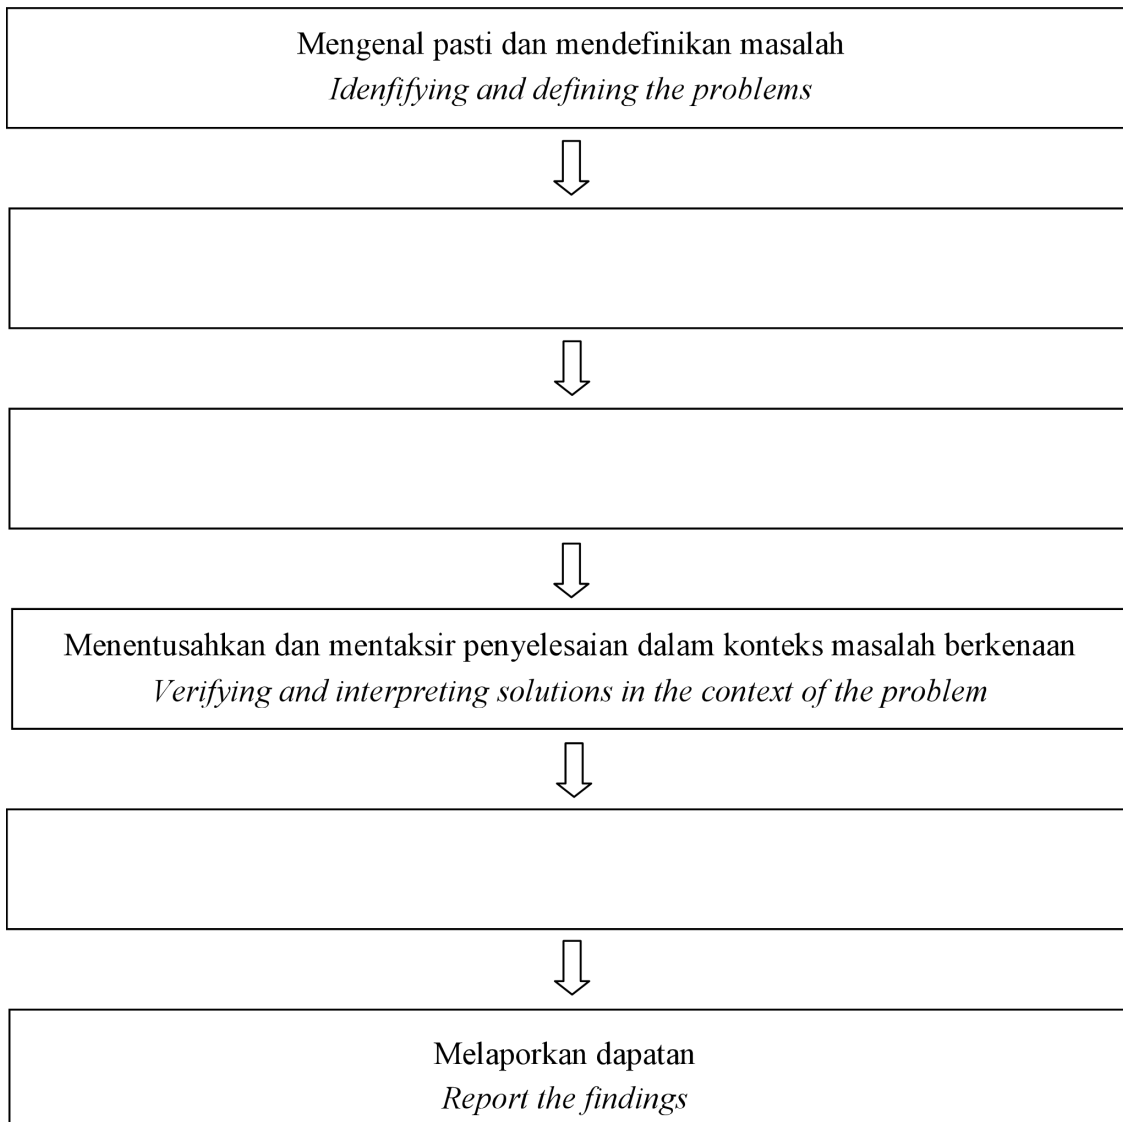 Mengenal pasti dan mendefinikan masalah
Idenfifying and defining the problems
Menentusahkan dan mentaksir penyelesaian dalam konteks masalah berkenaan
Verifying and interpreting solutions in the context of the problem
Melaporkan dapatan
Report the findings